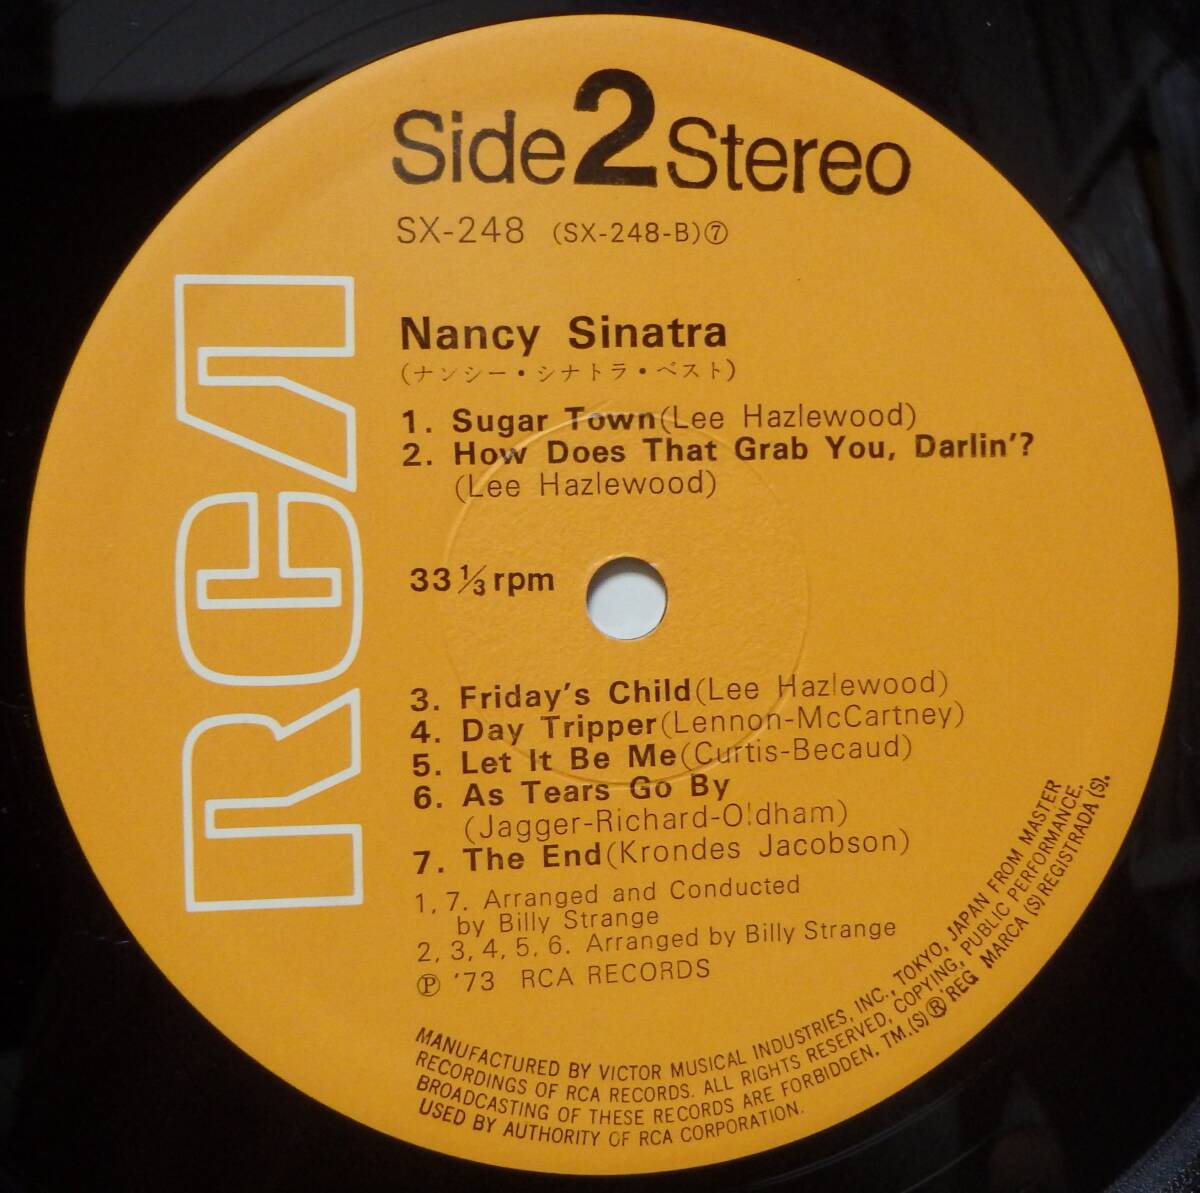 Side 2 Stereo
SX-248 (SX-248-B)⑦
RCA
Nancy Sinatra
(ナンシー・シナトラ・ベスト)
1. Sugar Town(Lee Hazlewood)
2. How Does That Grab You, Darlin'?
(Lee Hazlewood)
33 1/3 rpm
3. Friday's Child(Lee Hazlewood)
4. Day Tripper(Lennon-McCartney)
5. Let It Be Me(Curtis-Becaud)
6. As Tears Go By
(Jagger-Richard-Oldham)
7. The End(Krondes Jacobson)
1, 7. Arranged and Conducted
by Billy Strange
2, 3, 4, 5, 6. Arranged by Billy Strange
Ⓟ '73 RCA RECORDS
MANUFACTURED BY VICTOR MUSICAL INDUSTRIES, INC., TOKYO, JAPAN FROM MASTER
RECORDINGS OF RCA RECORDS. ALL RIGHTS RESERVED, COPYING, PUBLIC PERFORMANCE,
BROADCASTING OF THESE RECORDS ARE FORBIDDEN, TM.(S)® REG MARCA (S) REGISTRADA (S).
USED BY AUTHORITY OF RCA CORPORATION.